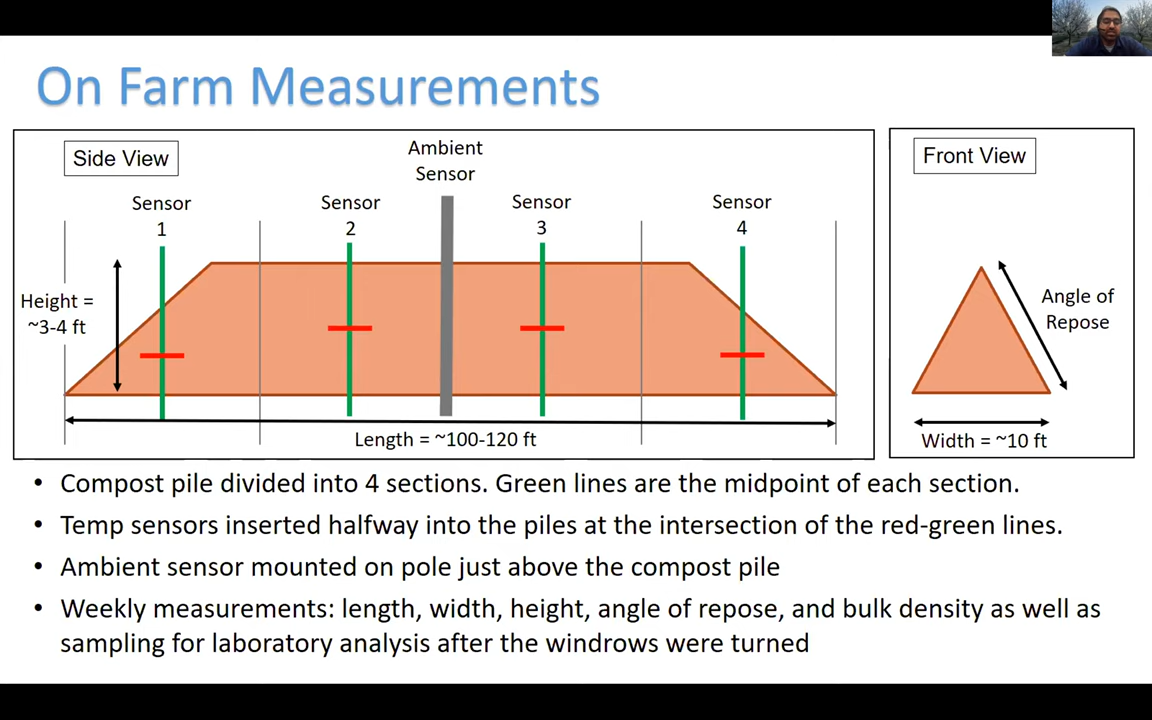 On Farm Measurements
Side View
Ambient
Sensor
Sensor
1
Sensor
2
Sensor
3
Sensor
4
Height =
~3-4 ft
Length = ~100-120 ft
Front View
Angle of
Repose
Width = ~10 ft
• Compost pile divided into 4 sections. Green lines are the midpoint of each section.
• Temp sensors inserted halfway into the piles at the intersection of the red-green lines.
• Ambient sensor mounted on pole just above the compost pile
• Weekly measurements: length, width, height, angle of repose, and bulk density as well as
sampling for laboratory analysis after the windrows were turned